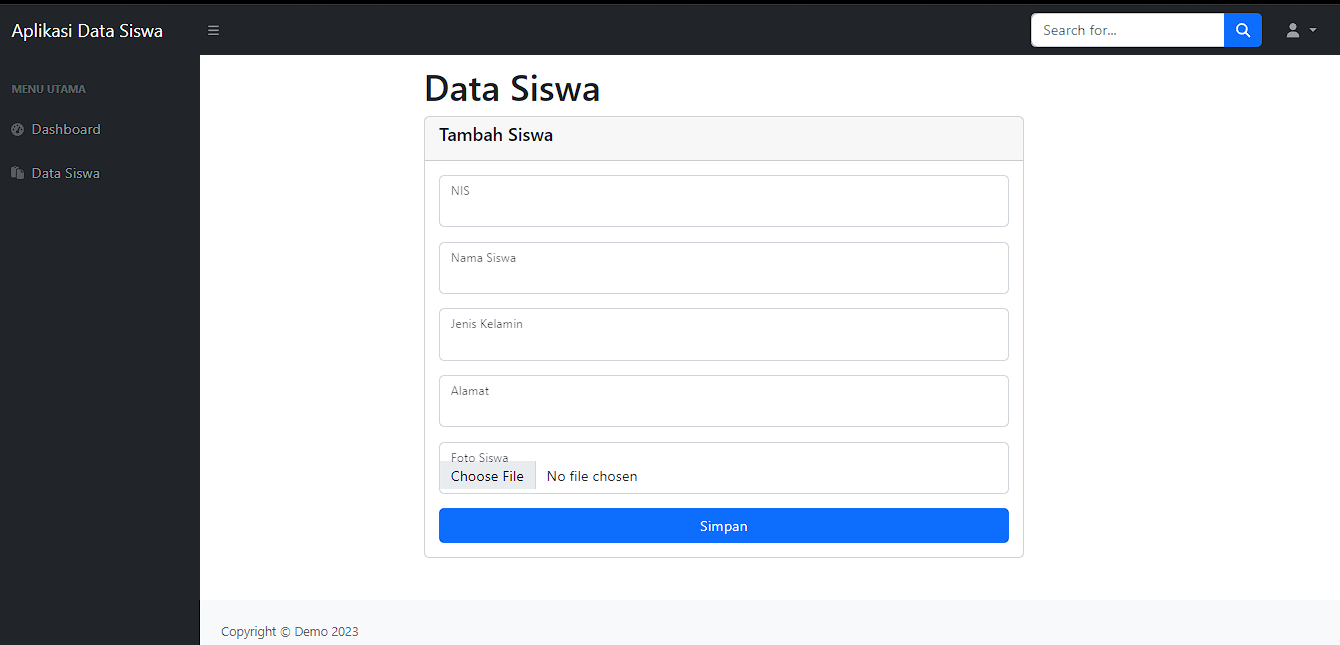 Aplikasi Data Siswa
Search for...
MENU UTAMA
Dashboard
Data Siswa
Data Siswa
Tambah Siswa
NIS
Nama Siswa
Jenis Kelamin
Alamat
Foto Siswa
Choose File No file chosen
Simpan
Copyright © Demo 2023